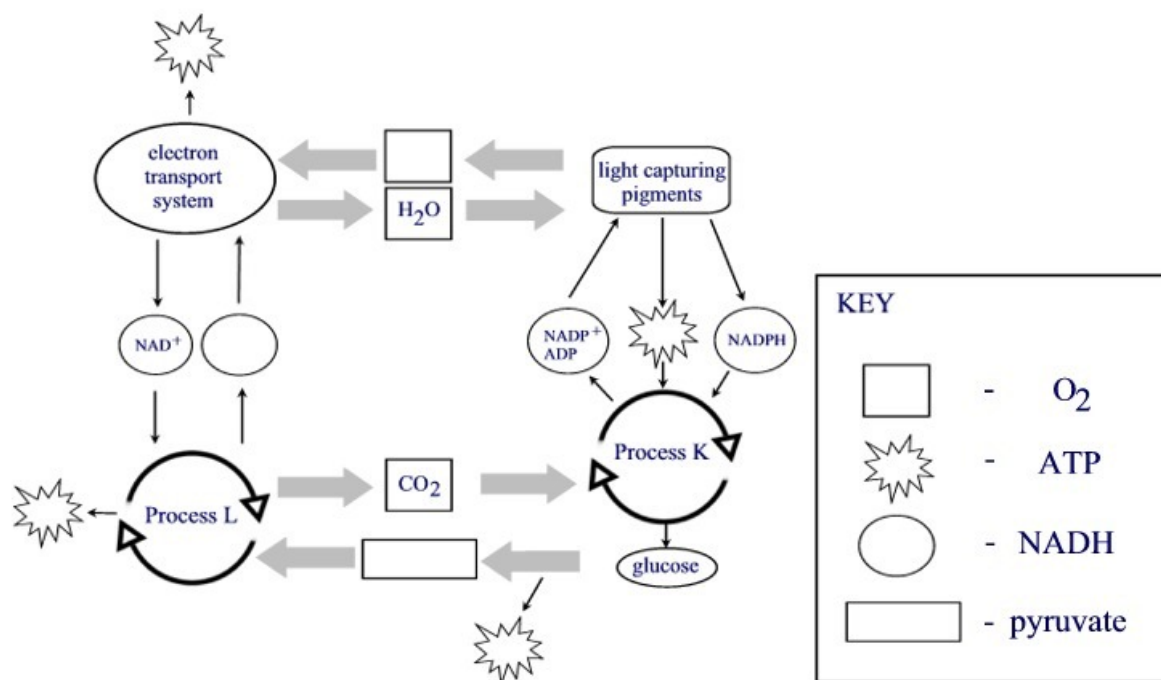 electron
transport
system
H2O
light capturing
pigments
NAD+
NADP+
ADP
NADPH
Process L
CO2
Process K
glucose
KEY
- O2
- ATP
- NADH
- pyruvate